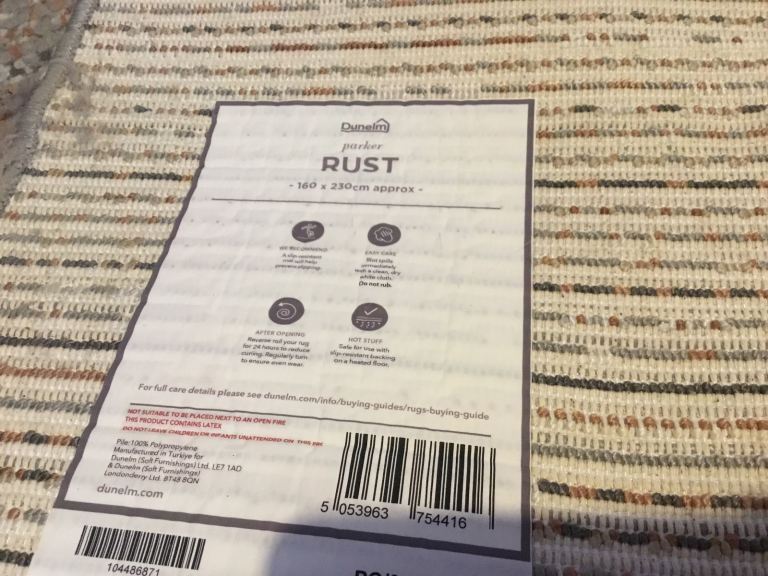 Dunelm
parker
RUST
- 160 x 230cm approx -
WE RECOMMEND
A slip-resistant
mat will help
prevent slipping.
EASY CARE
Blot spills
immediately
with a clean, dry
white cloth.
Do not rub.
AFTER OPENING
Reverse roll your rug
for 24 hours to reduce
curling. Regularly turn
to ensure even wear.
HOT STUFF
Safe for use with
slip-resistant backing
on a heated floor.
For full care details please see dunelm.com/info/buying-guides/rugs-buying-guide
NOT SUITABLE TO BE PLACED NEXT TO AN OPEN FIRE
THIS PRODUCT CONTAINS LATEX
DO NOT LEAVE CHILDREN OR INFANTS UNATTENDED ON THIS
Pile:100% Polypropylene
Manufactured in Turkiye for
Dunelm (Soft Furnishings) Ltd. LE7 1AD
& Dunelm (Soft Furnishings)
Londonderry Ltd. BT48 8QN
dunelm.com
5 053963 754416
104486871